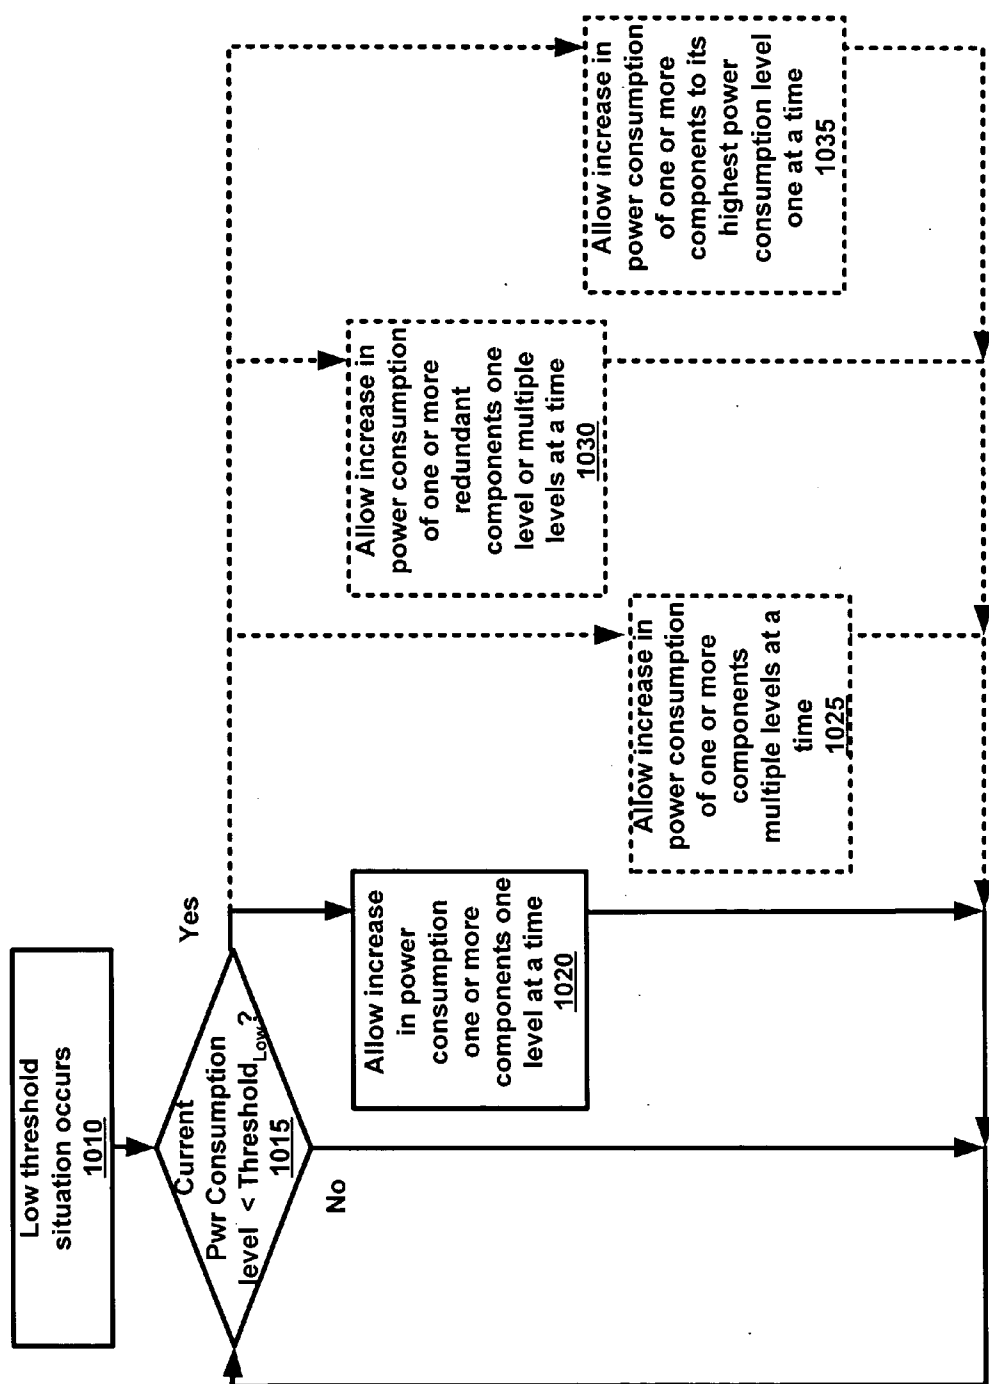 Low threshold
situation occurs
1010
Current
Pwr Consumption
level < Threshold_Low ?
1015
Yes
No
Allow increase
in power
consumption
one or more
components one
level at a time
1020
Allow increase in
power consumption
of one or more
components
multiple levels at a
time
1025
Allow increase in
power consumption
of one or more
redundant
components one
level or multiple
levels at a time
1030
Allow increase in
power consumption
of one or more
components to its
highest power
consumption level
one at a time
1035